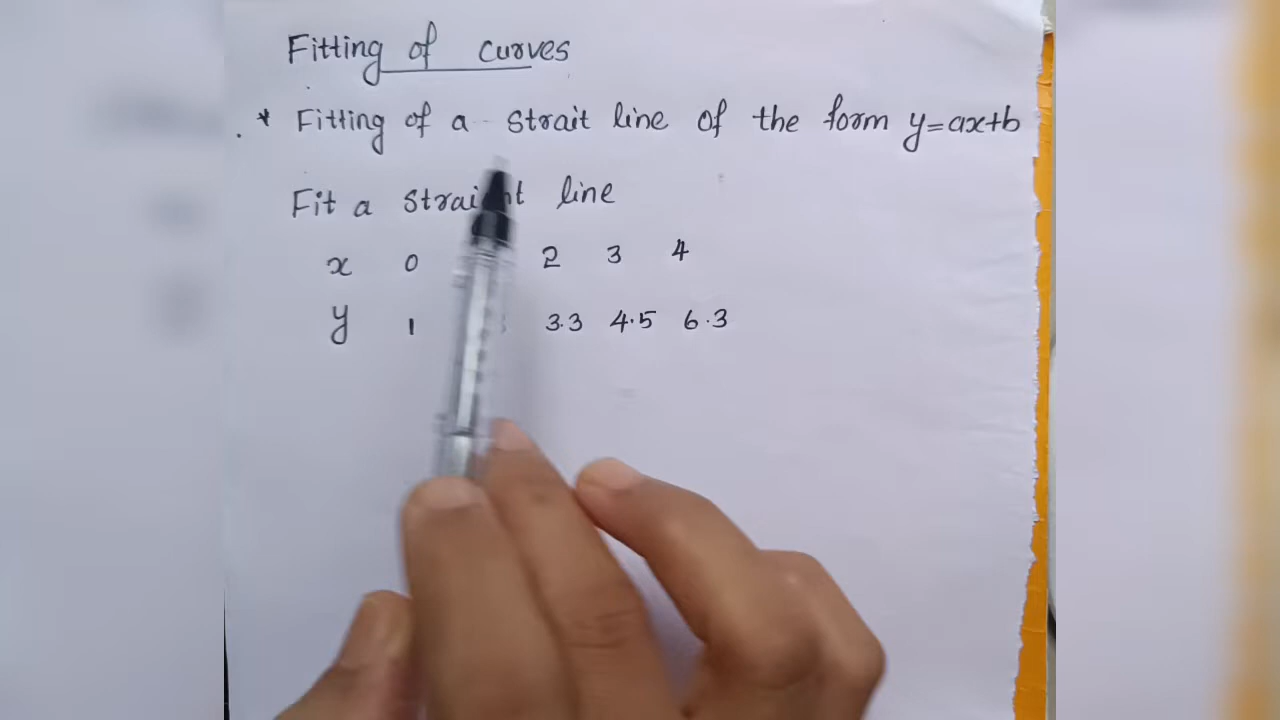 Fitting of curves
* Fitting of a strait line of the form y=ax+b
Fit a straight line
x 0 2 3 4
y 1 3.3 4.5 6.3